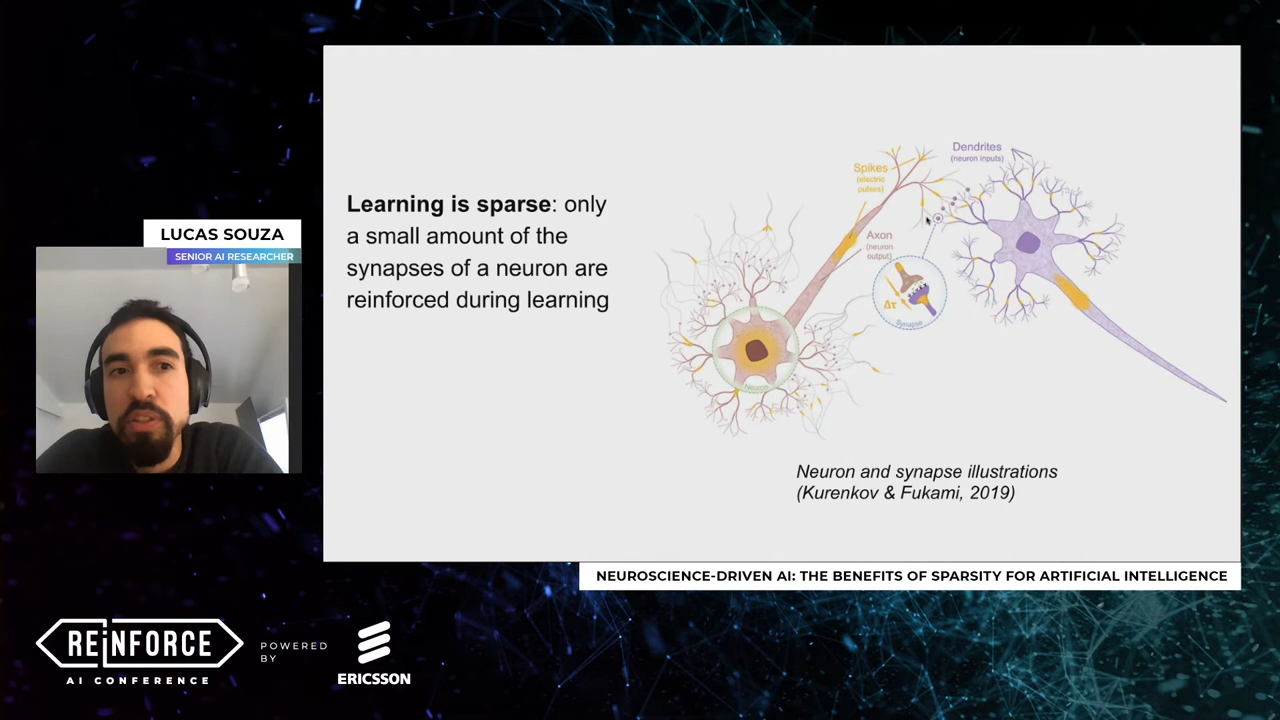 LUCAS SOUZA
SENIOR AI RESEARCHER
Learning is sparse: only
a small amount of the
synapses of a neuron are
reinforced during learning
Dendrites
(neuron inputs)
Spikes
(electric
pulses)
Axon
(neuron
output)
Δτ
Synapse
Neuron
Neuron and synapse illustrations
(Kurenkov & Fukami, 2019)
NEUROSCIENCE-DRIVEN AI: THE BENEFITS OF SPARSITY FOR ARTIFICIAL INTELLIGENCE
REiNFORCE
AI CONFERENCE
POWERED
BY
ERICSSON